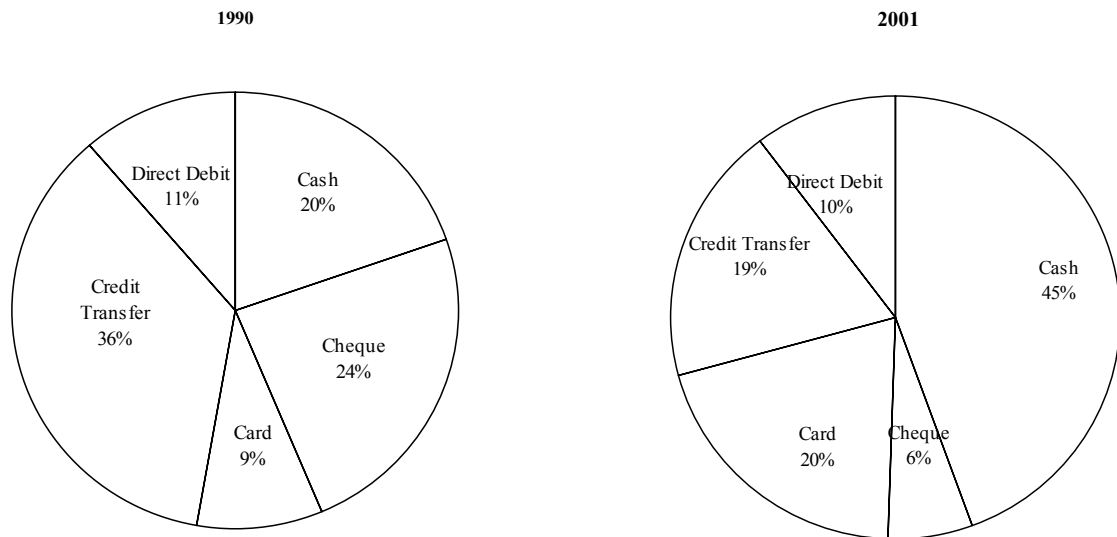 1990
Direct Debit
11%
Cash
20%
Credit
Transfer
36%
Cheque
24%
Card
9%
2001
Direct Debit
10%
Credit Transfer
19%
Cash
45%
Card
20%
Cheque
6%